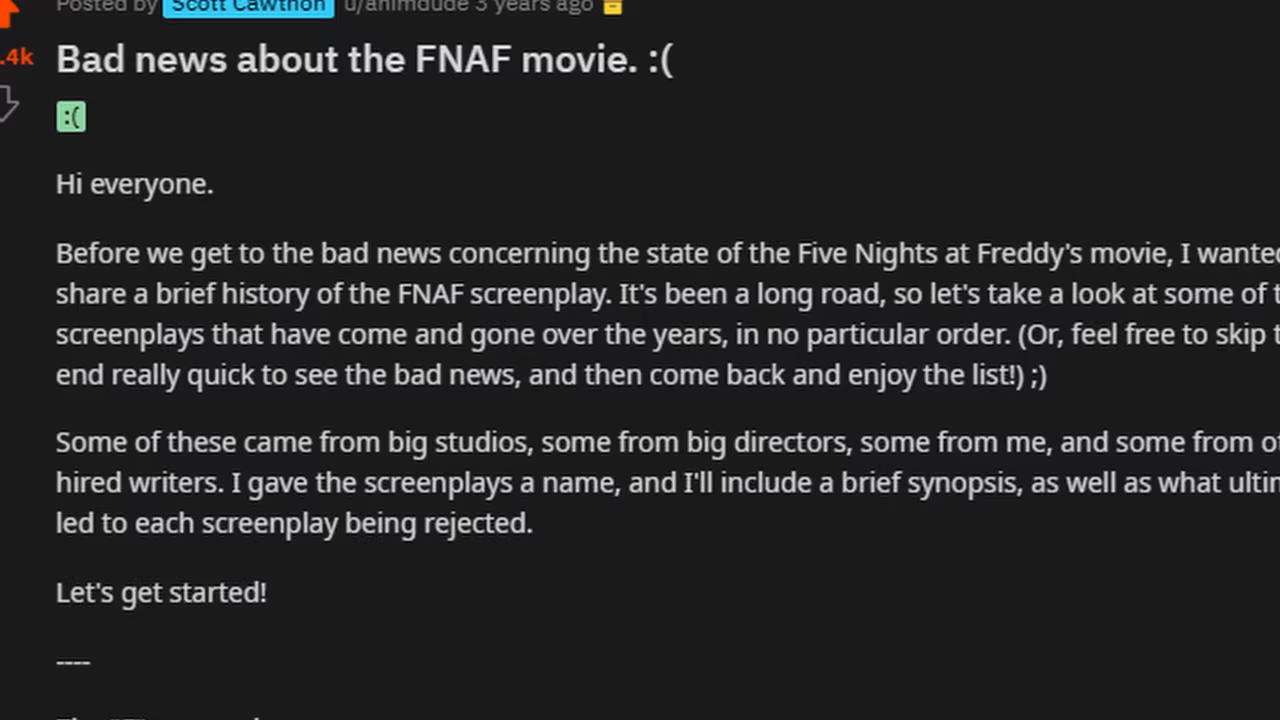 Posted by Scott Cawthon u/animdude 3 years ago
.4k
Bad news about the FNAF movie. :(
:(
Hi everyone.
Before we get to the bad news concerning the state of the Five Nights at Freddy's movie, I wanted
share a brief history of the FNAF screenplay. It's been a long road, so let's take a look at some of
screenplays that have come and gone over the years, in no particular order. (Or, feel free to skip
end really quick to see the bad news, and then come back and enjoy the list!) ;)
Some of these came from big studios, some from big directors, some from me, and some from
hired writers. I gave the screenplays a name, and I'll include a brief synopsis, as well as what
led to each screenplay being rejected.
Let's get started!
----